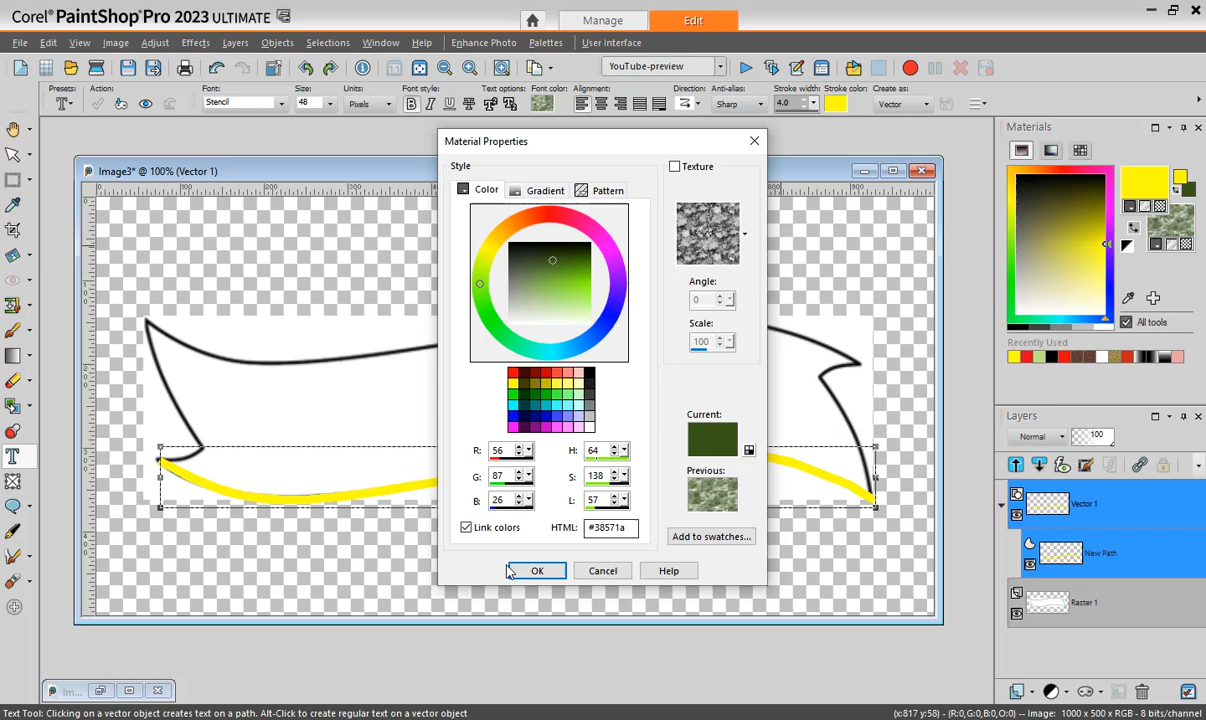 Corel® PaintShop® Pro 2023 ULTIMATE
Manage
Edit
File Edit View Image Adjust Effects Layers Objects Selections Window Help Enhance Photo Palettes User Interface
YouTube-preview
Presets: Action: Font: Size: Units: Font style: Text options: Font color: Alignment: Direction: Anti-alias: Stroke width: Stroke color: Create as:
Stencil 48 Pixels Sharp 4.0 Vector
Image3* @ 100% (Vector 1)
Material Properties
Style
Color
Gradient
Pattern
Texture
Angle:
0
Scale:
100
Current:
Previous:
R: 56 H: 64
G: 87 S: 138
B: 26 L: 57
Link colors HTML: #38571a
Add to swatches...
OK Cancel Help
Materials
All tools
Recently Used
Layers
Normal 100
Vector 1
New Path
Raster 1
Im...
Text Tool: Clicking on a vector object creates text on a path. Alt-Click to create regular text on a vector object
(x:817 y:58) - (R:0,G:0,B:0,O:0) -- Image: 1000 x 500 x RGB - 8 bits/channel